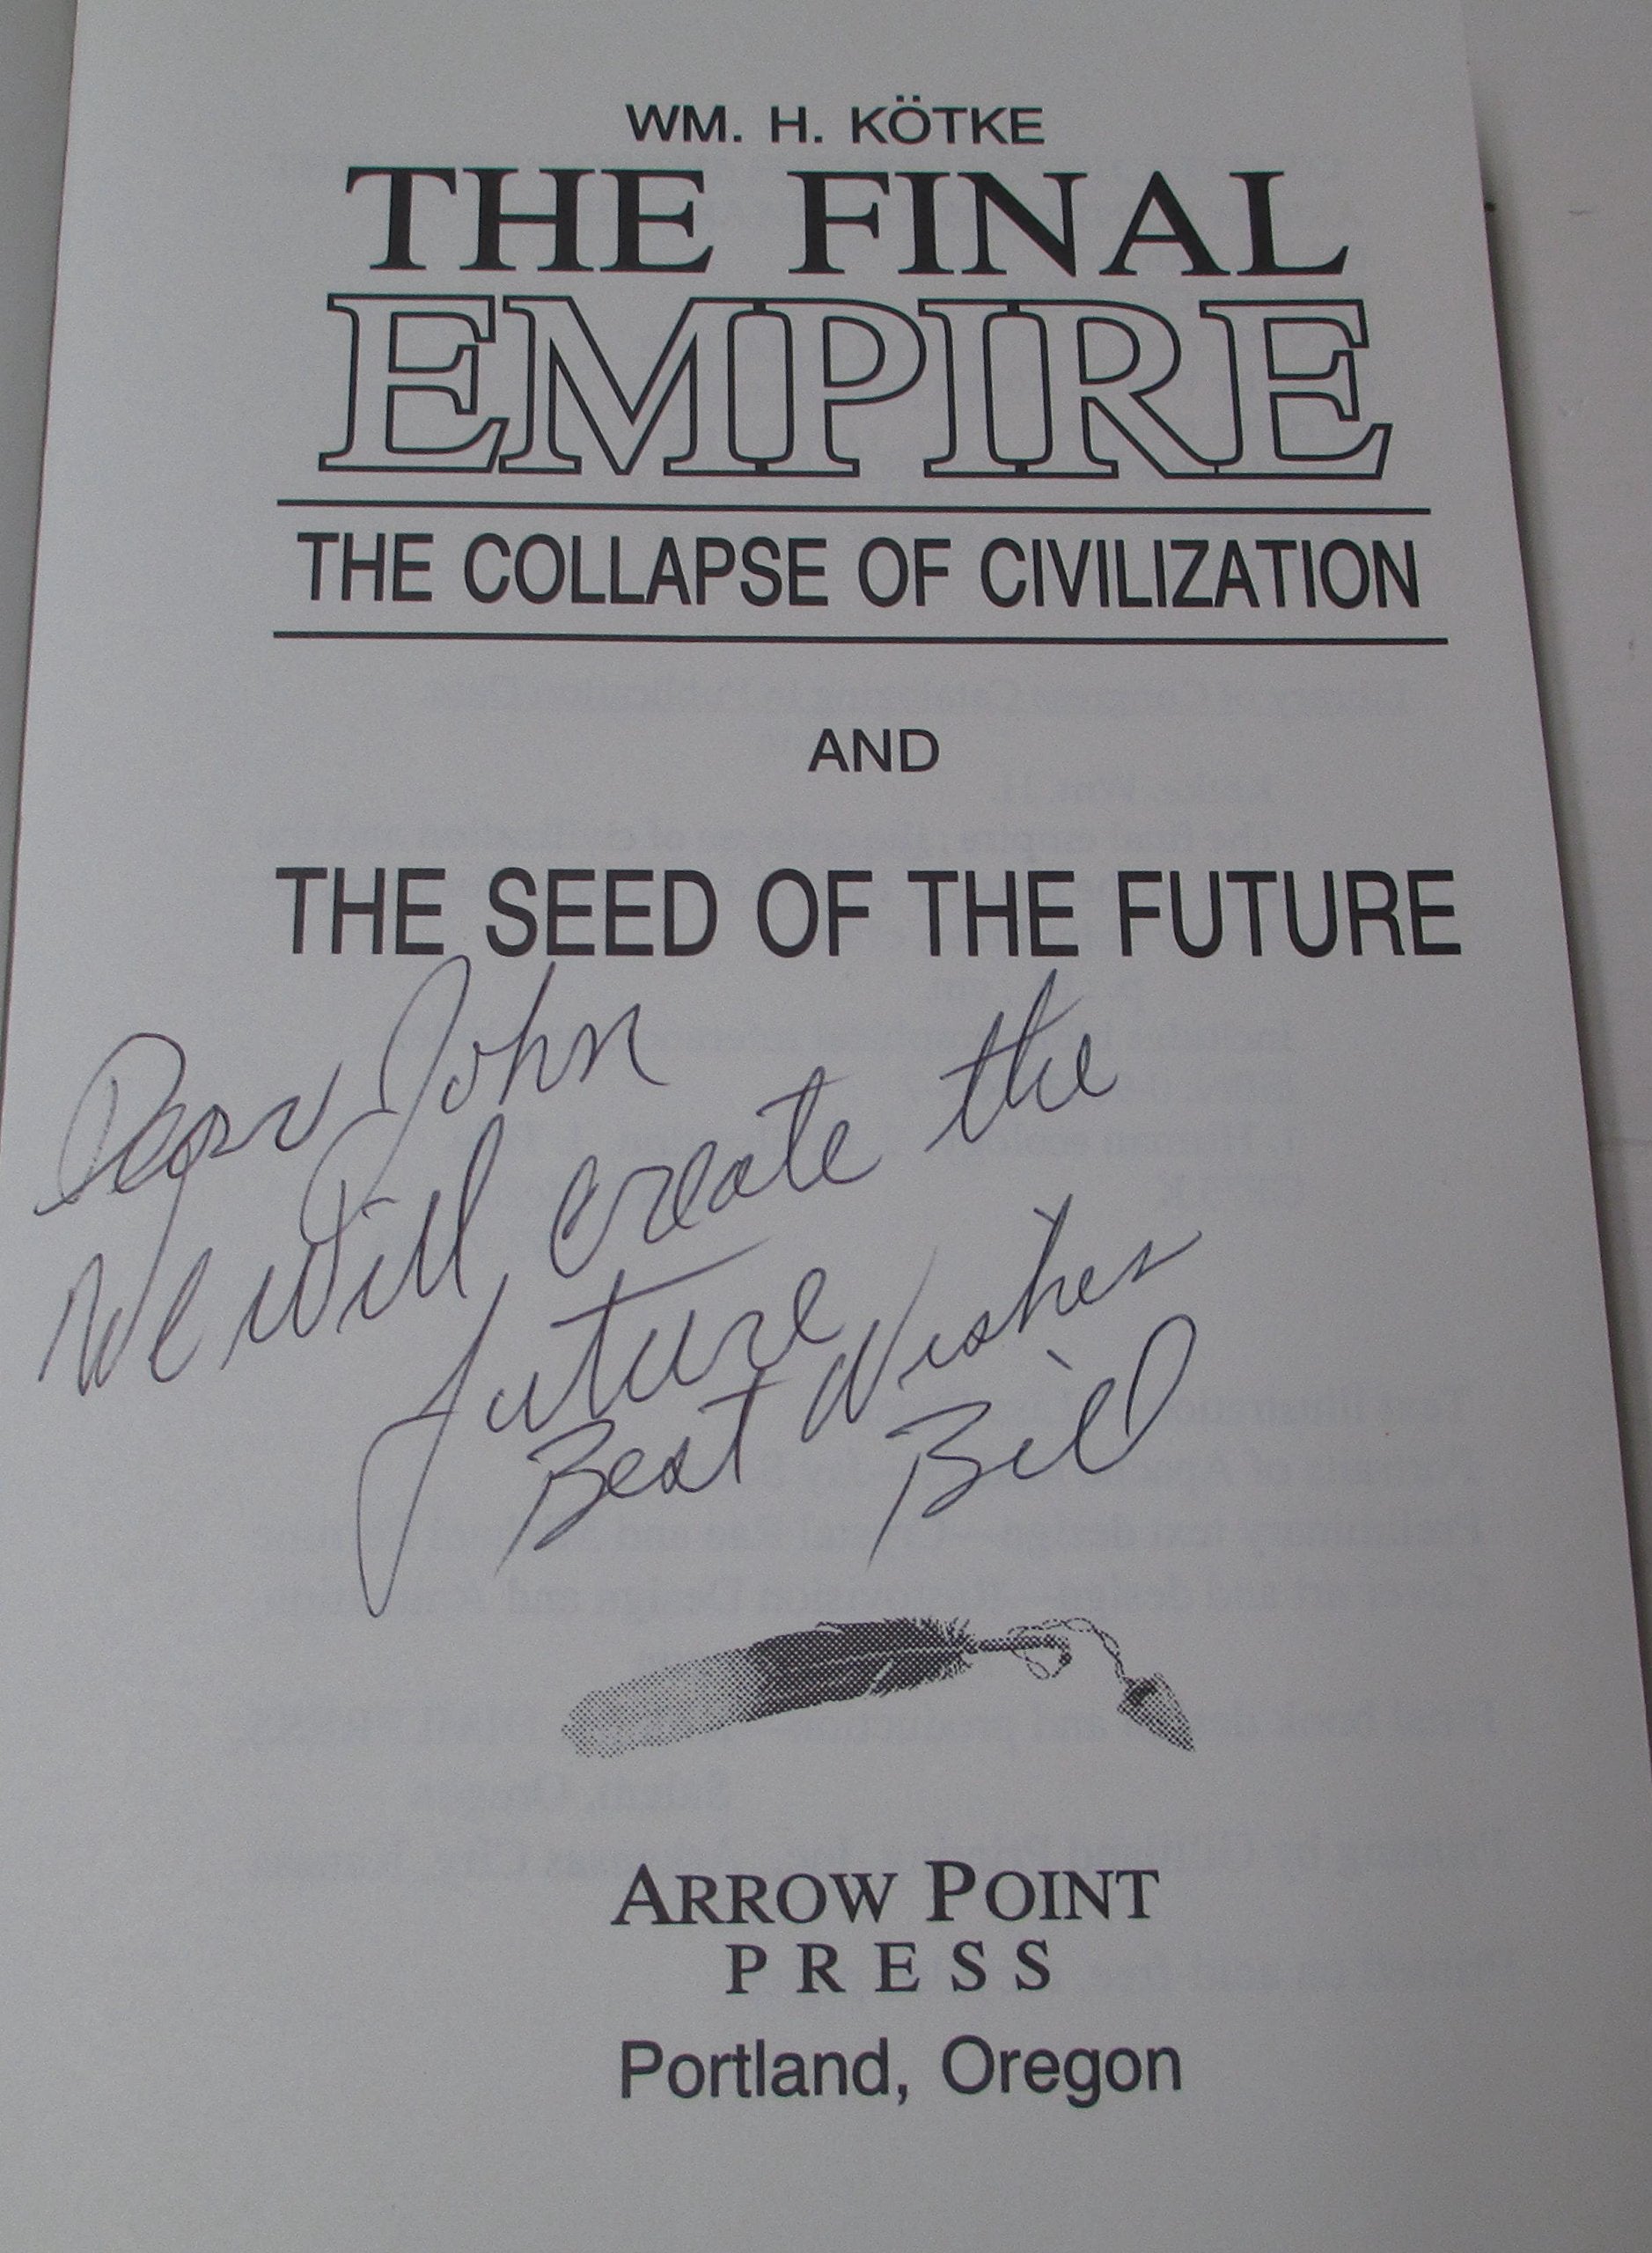 WM. H. KÖTKE
THE FINAL
EMPIRE
THE COLLAPSE OF CIVILIZATION
AND
THE SEED OF THE FUTURE
Dear John
We will create the
future
Best Wishes
Bill
ARROW POINT
PRESS
Portland, Oregon